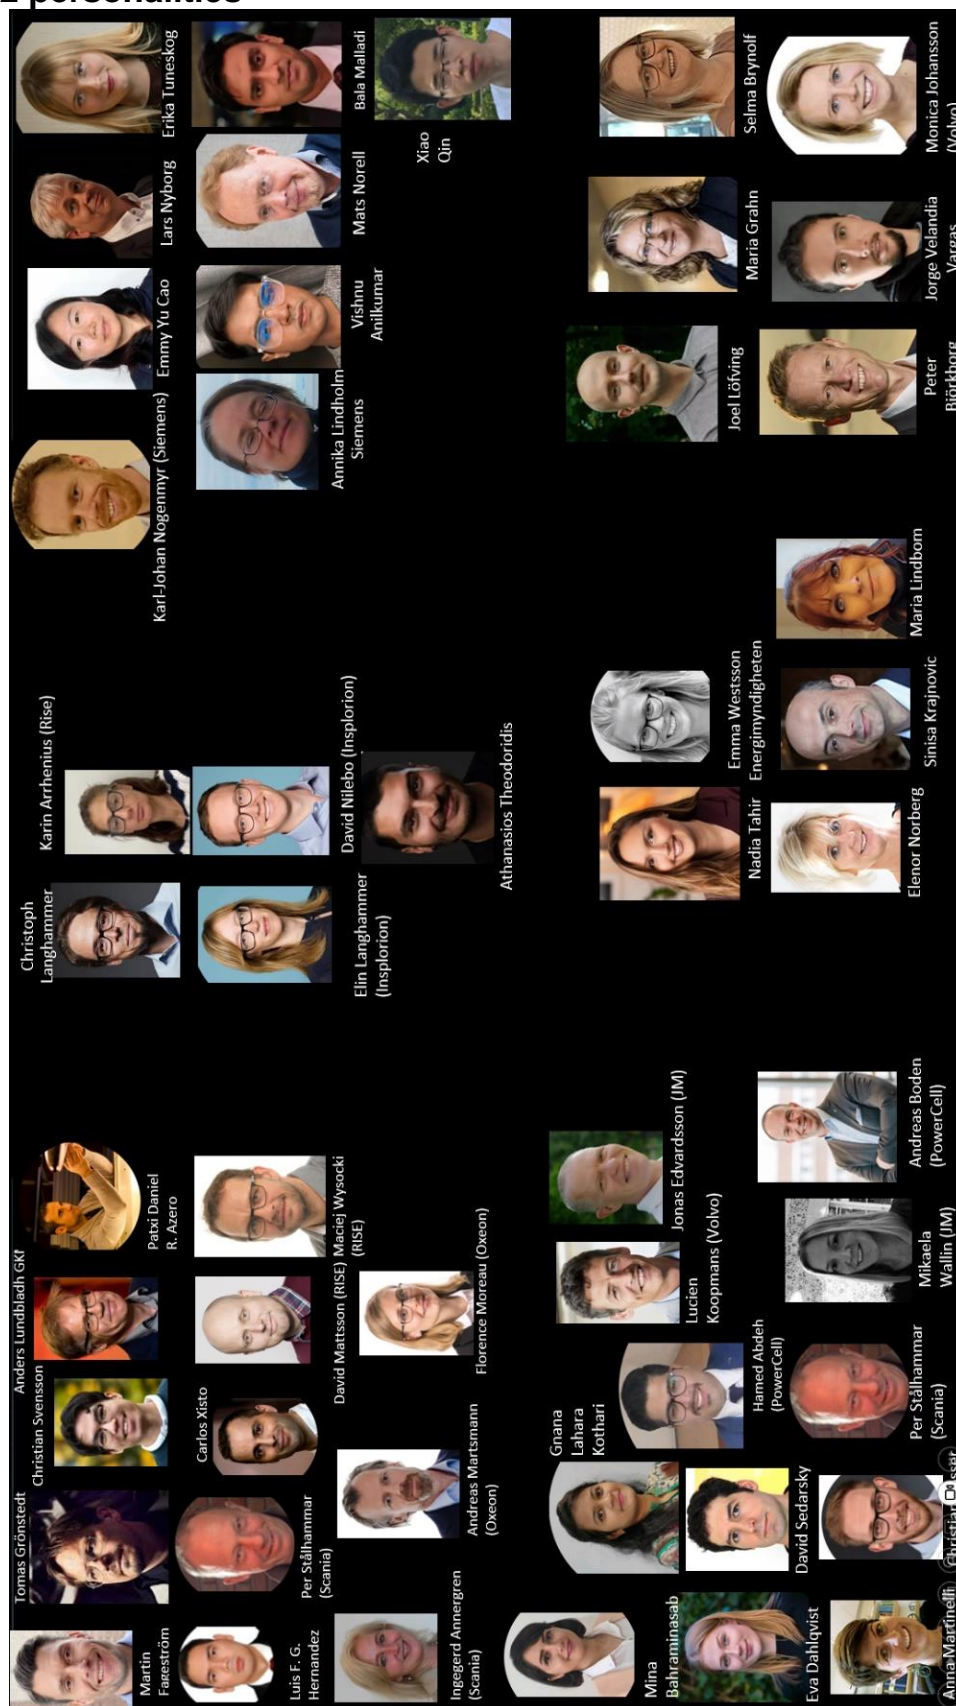 personalities
Tomas Grönstedt
Christian Svensson
Anders Lundbladh GKN
Martin
Fagerström
Per Stålhammar
(Scania)
Carlos Xisto
Patxi Daniel
R. Azero
Luis F. G.
Hernandez
Andreas Martsmann
(Oxeon)
David Mattsson (RISE)
Maciej Wysocki
(RISE)
Ingegerd Annergren
(Scania)
Florence Moreau (Oxeon)
Christoph
Langhammer
Karin Arrhenius (Rise)
Elin Langhammer
(Insplorion)
David Nilebo (Insplorion)
Athanasios Theodoridis
Karl-Johan Nogenmyr (Siemens)
Emmy Yu Cao
Lars Nyborg
Erika Tuneskog
Annika Lindholm
Siemens
Vishnu
Anilkumar
Mats Norell
Bala Malladi
Xiao
Qin
Mina
Bahraminasab
Gnana
Lahara
Kothari
Hamed Abdeh
(PowerCell)
Lucien
Koopmans (Volvo)
Jonas Edvardsson (JM)
Eva Dahlqvist
David Sedarsky
Per Stålhammar
(Scania)
Mikaela
Wallin (JM)
Andreas Boden
(PowerCell)
Anna Martinelli
Christian
Nadia Tahir
Emma Westsson
Energimyndigheten
Elenor Norberg
Sinisa Krajnovic
Maria Lindbom
Joel Löfving
Maria Grahn
Selma Brynolf
Peter
Björkborg
Jorge Velandia
Vargas
Monica Johansson
(Volvo)